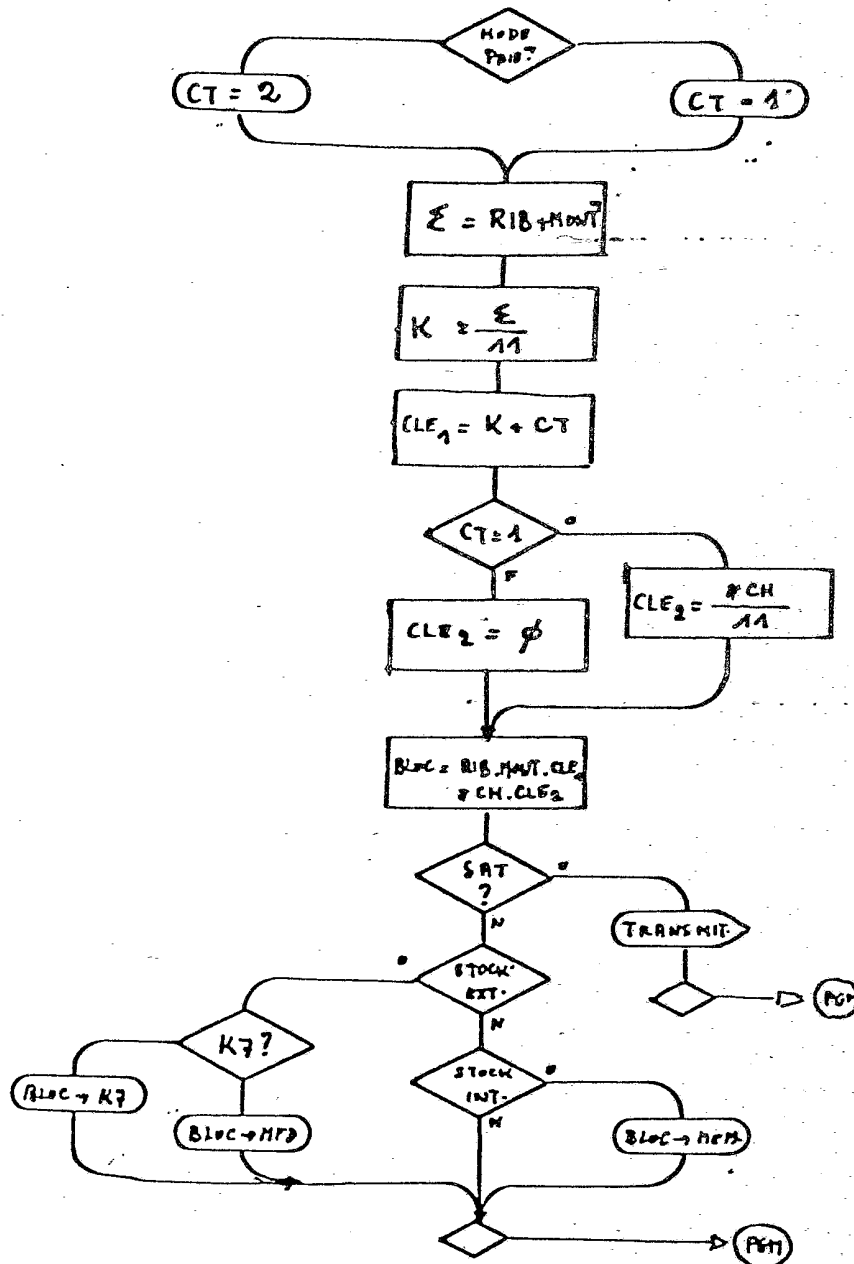 MODE
PAIE?
CT = 2
CT = 1
Σ = RIB + MONT
K = Σ
11
CLE1 = K + CT
CT = 1
O
F
CLE2 = ϕ
CLE2 = * CH
11
BLOC = RIB.MONT.CLE1
* CH.CLE2
SAT
?
O
N
TRANSMIT.
PGM
STOCK.
EXT.
O
N
K7?
STOCK
INT.
O
N
BLOC → K7
BLOC → MFD
BLOC → MEM
PGM